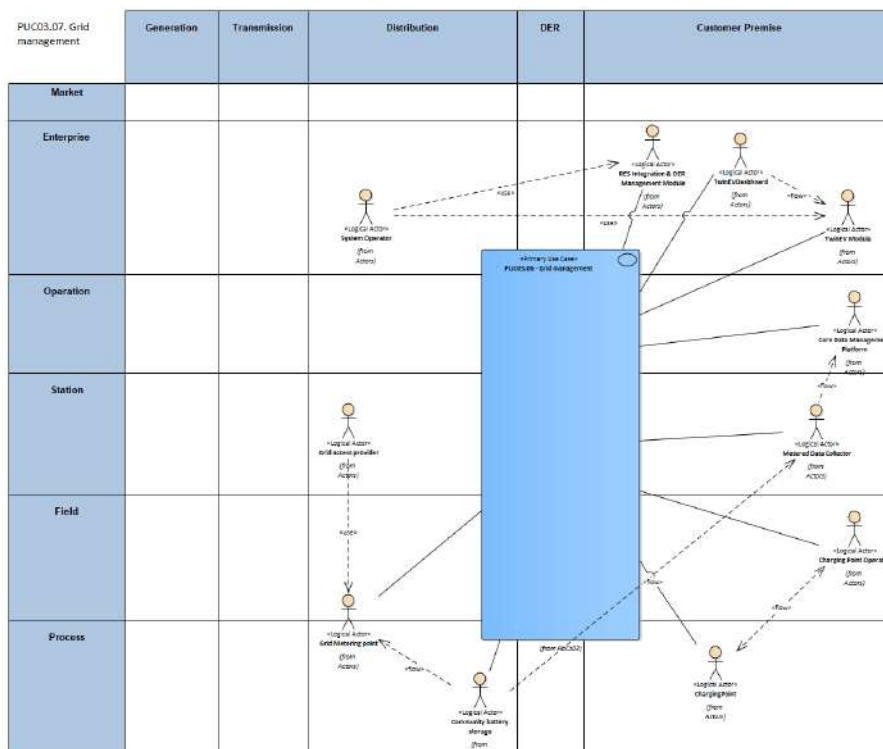 PUC03.07. Grid
management
Generation
Transmission
Distribution
DER
Customer Premise
Market
Enterprise
«Logical Actor»
RES Integration & DER
Management Module
(from
Actors)
«Logical Actor»
TwinEVDashboard
(from
Actors)
«use»
«flow»
«Logical Actor»
System Operator
(from
Actors)
«use»
«Logical Actor»
TwinEV Module
(from
Actors)
«Primary Use Case»
Operation
«Logical Actor»
Core Data Manageme
Platform
(from
Actors)
Station
«flow»
«Logical Actor»
Grid access provider
(from
Actors)
«Logical Actor»
Metered Data Collector
(from
Actors)
Field
«use»
«Logical Actor»
Charging Point Operat
(from
Actors)
«flow»
«flow»
Process
«Logical Actor»
Grid Metering point
(from
Actors)
«flow»
«Logical Actor»
Community battery
storage
(from
«Logical Actor»
ChargingPoint
(from
Actors)